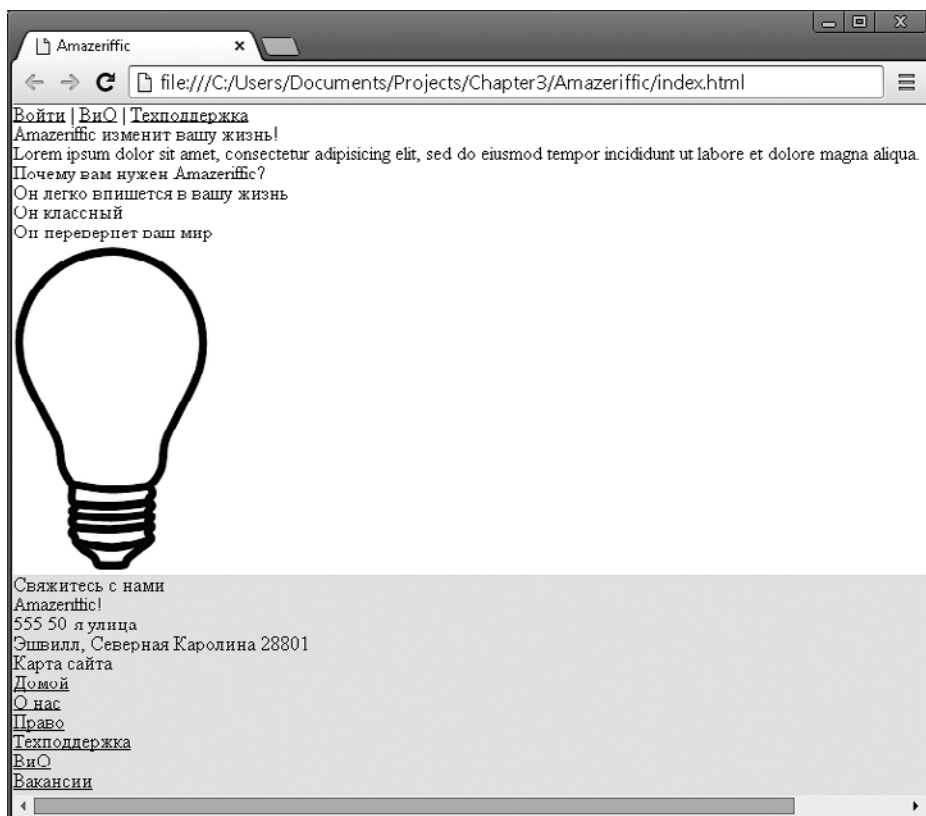 Amazeriffic
file:///C:/Users/Documents/Projects/Chapter3/Amazeriffic/index.html
Войти | ВиО | Техподдержка
Amazeriffic изменит вашу жизнь!
Lorem ipsum dolor sit amet, consectetur adipisicing elit, sed do eiusmod tempor incididunt ut labore et dolore magna aliqua.
Почему вам нужен Amazeriffic?
Он легко впишется в вашу жизнь
Он классный
Он перевернет ваш мир
Свяжитесь с нами
Amazeriffic!
555 50 я улица
Эшвилл, Северная Каролина 28801
Карта сайта
Домой
О нас
Право
Техподдержка
ВиО
Вакансии